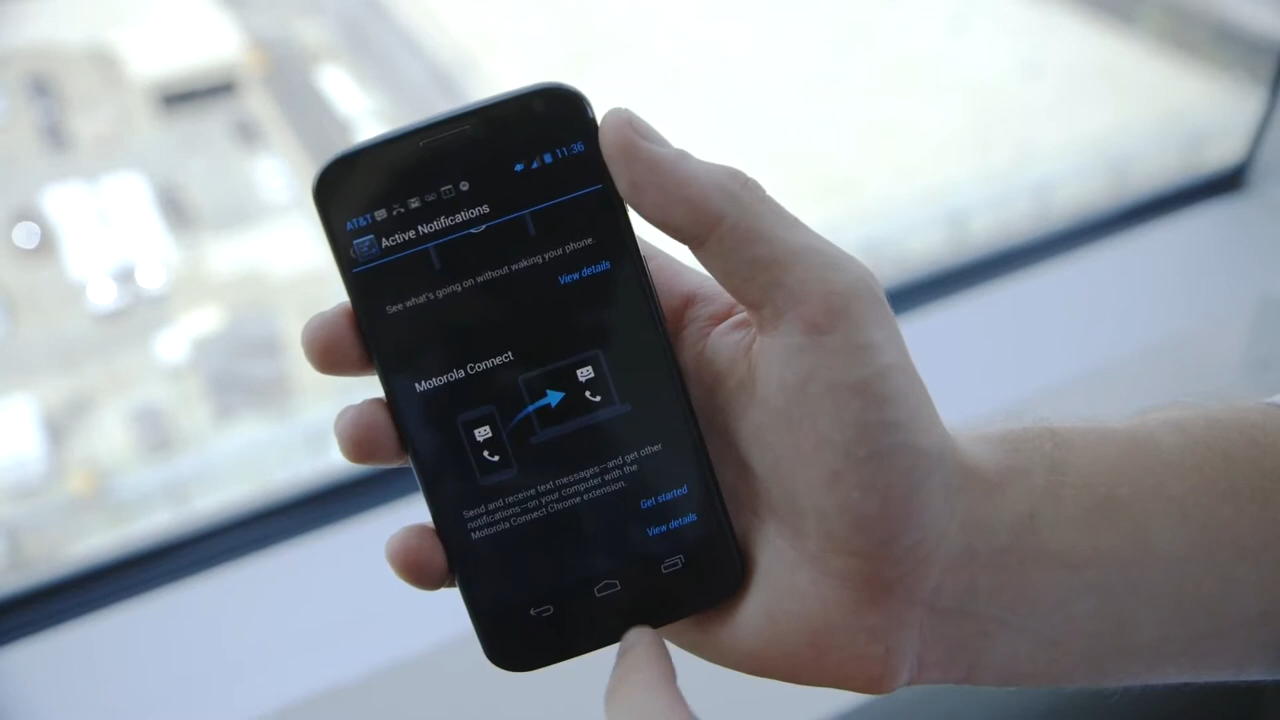 11:36
AT&T
Active Notifications
See what's going on without waking your phone.
View details
Motorola Connect
Send and receive text messages—and get other
notifications—on your computer with the
Motorola Connect Chrome extension.
Get started
View details